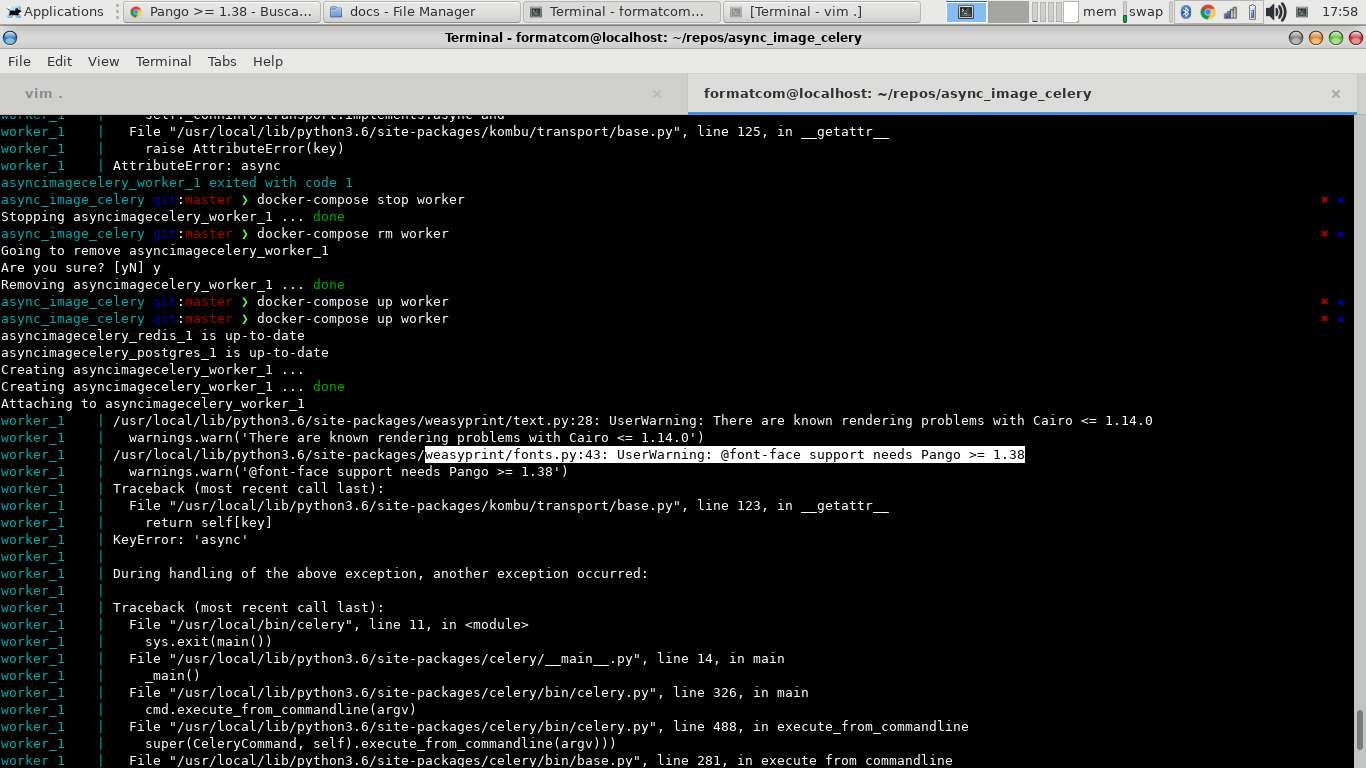 Applications Pango >= 1.38 - Busca... docs - File Manager Terminal - formatcom... [Terminal - vim .] mem swap 17:58
Terminal - formatcom@localhost: ~/repos/async_image_celery
File Edit View Terminal Tabs Help
vim . × formatcom@localhost: ~/repos/async_image_celery ×
worker_1 | self._conninfo.transport.implements.async and
worker_1 | File "/usr/local/lib/python3.6/site-packages/kombu/transport/base.py", line 125, in __getattr__
worker_1 | raise AttributeError(key)
worker_1 | AttributeError: async
asyncimagecelery_worker_1 exited with code 1
async_image_celery git:master ❯ docker-compose stop worker ✖ ●
Stopping asyncimagecelery_worker_1 ... done
async_image_celery git:master ❯ docker-compose rm worker ✖ ●
Going to remove asyncimagecelery_worker_1
Are you sure? [yN] y
Removing asyncimagecelery_worker_1 ... done
async_image_celery git:master ❯ docker-compose up worker ✖ ●
async_image_celery git:master ❯ docker-compose up worker ✖ ●
asyncimagecelery_redis_1 is up-to-date
asyncimagecelery_postgres_1 is up-to-date
Creating asyncimagecelery_worker_1 ...
Creating asyncimagecelery_worker_1 ... done
Attaching to asyncimagecelery_worker_1
worker_1 | /usr/local/lib/python3.6/site-packages/weasyprint/text.py:28: UserWarning: There are known rendering problems with Cairo <= 1.14.0
worker_1 | warnings.warn('There are known rendering problems with Cairo <= 1.14.0')
worker_1 | /usr/local/lib/python3.6/site-packages/weasyprint/fonts.py:43: UserWarning: @font-face support needs Pango >= 1.38
worker_1 | warnings.warn('@font-face support needs Pango >= 1.38')
worker_1 | Traceback (most recent call last):
worker_1 | File "/usr/local/lib/python3.6/site-packages/kombu/transport/base.py", line 123, in __getattr__
worker_1 | return self[key]
worker_1 | KeyError: 'async'
worker_1 |
worker_1 | During handling of the above exception, another exception occurred:
worker_1 |
worker_1 | Traceback (most recent call last):
worker_1 | File "/usr/local/bin/celery", line 11, in <module>
worker_1 | sys.exit(main())
worker_1 | File "/usr/local/lib/python3.6/site-packages/celery/__main__.py", line 14, in main
worker_1 | _main()
worker_1 | File "/usr/local/lib/python3.6/site-packages/celery/bin/celery.py", line 326, in main
worker_1 | cmd.execute_from_commandline(argv)
worker_1 | File "/usr/local/lib/python3.6/site-packages/celery/bin/celery.py", line 488, in execute_from_commandline
worker_1 | super(CeleryCommand, self).execute_from_commandline(argv)))
worker_1 | File "/usr/local/lib/python3.6/site-packages/celery/bin/base.py", line 281, in execute_from_commandline